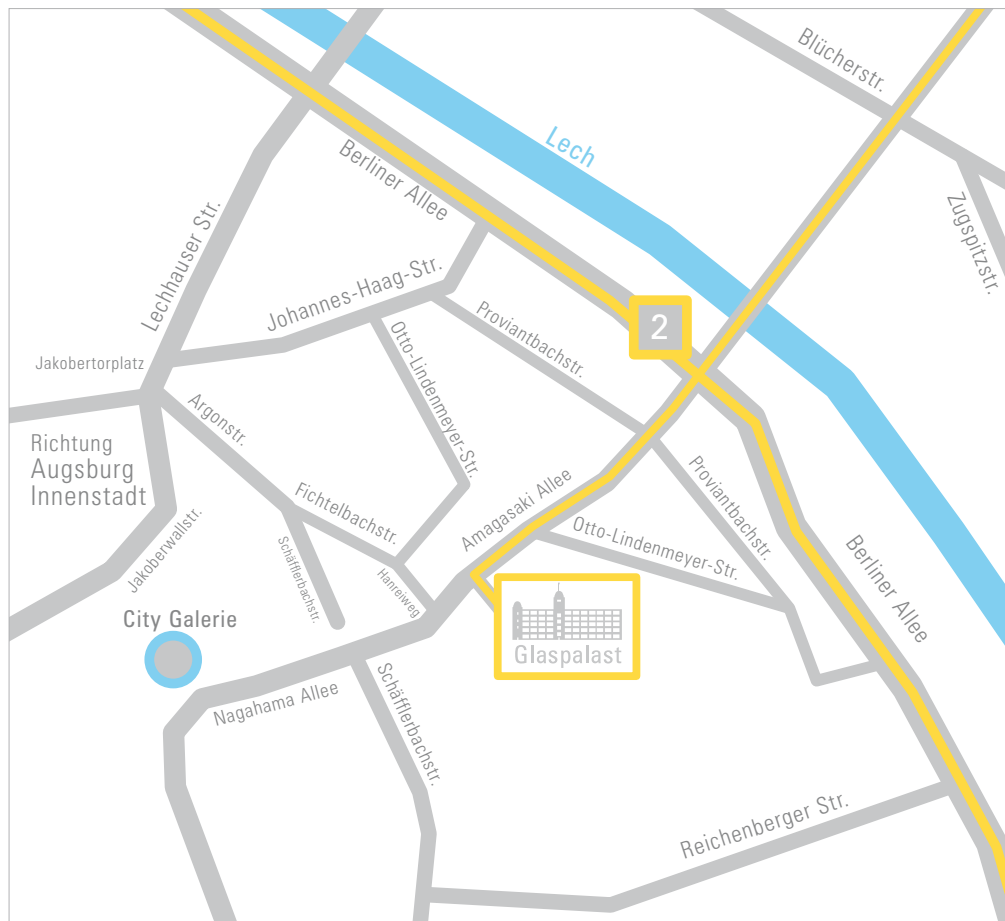 Blücherstr.
Lech
Berliner Allee
Zugspitzstr.
Lechhauser Str.
Johannes-Haag-Str.
2
Proviantbachstr.
Otto-Lindenmeyer-Str.
Jakobertorplatz
Argonstr.
Richtung
Augsburg
Innenstadt
Fichtelbachstr.
Amagasaki Allee
Proviantbachstr.
Otto-Lindenmeyer-Str.
Jakoberwallstr.
Schäfflerbachstr.
Hanreiweg
Berliner Allee
City Galerie
Glaspalast
Nagahama Allee
Schäfflerbachstr.
Reichenberger Str.